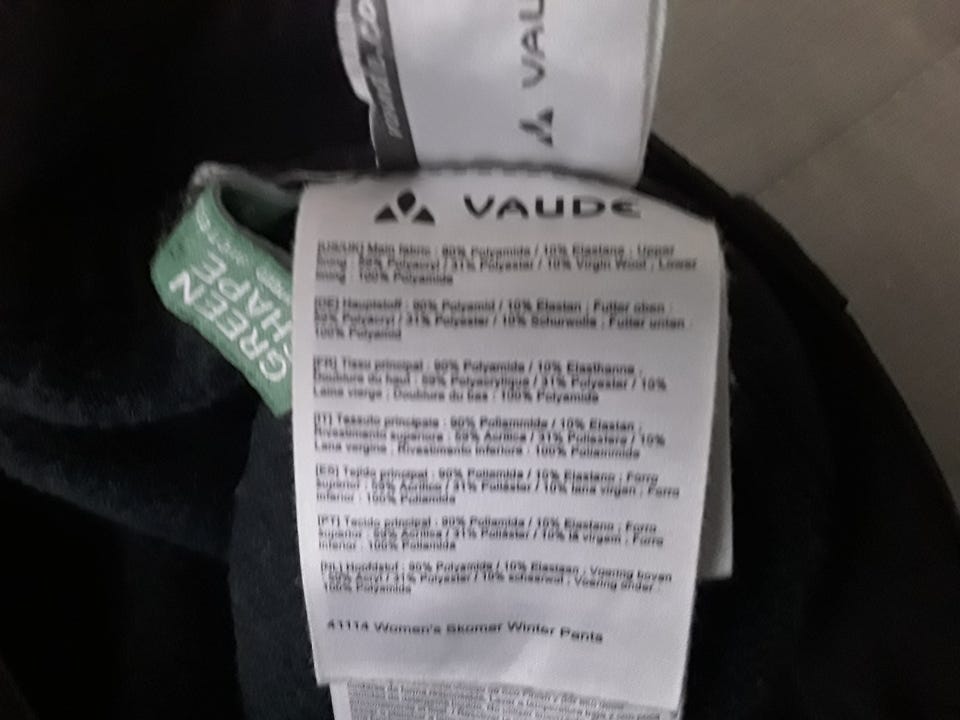 VAU
GREEN
SHAPE
VAUDE
[US/UK] Main fabric : 90% Polyamide / 10% Elastane ; Upper
lining : 59% Polyacryl / 31% Polyester / 10% Virgin Wool ; Lower
lining : 100% Polyamide
[DE] Hauptstoff : 90% Polyamid / 10% Elastan ; Futter oben :
59% Polyacryl / 31% Polyester / 10% Schurwolle ; Futter unten :
100% Polyamid
[FR] Tissu principal : 90% Polyamide / 10% Elasthanne ;
Doublure du haut : 59% Polyacrylique / 31% Polyester / 10%
Laine vierge ; Doublure du bas : 100% Polyamide
[IT] Tessuto principale : 90% Poliammide / 10% Elastan ;
Rivestimento superiore : 59% Acrilico / 31% Poliestere / 10%
Lana vergine ; Rivestimento inferiore : 100% Poliammide
[ES] Tejido principal : 90% Poliamida / 10% Elastano ; Forro
superior : 59% Acrílico / 31% Poliéster / 10% lana virgen ; Forro
inferior : 100% Poliamida
[PT] Tecido principal : 90% Poliamida / 10% Elastano ; Forro
superior : 59% Acrílico / 31% Poliéster / 10% lã virgem ; Forro
inferior : 100% Poliamida
[NL] Hoofdstof : 90% Polyamide / 10% Elastaan ; Voering boven
: 59% Acryl / 31% Polyester / 10% scheerwol ; Voering onder :
100% Polyamide
41114 Women's Skomer Winter Pants